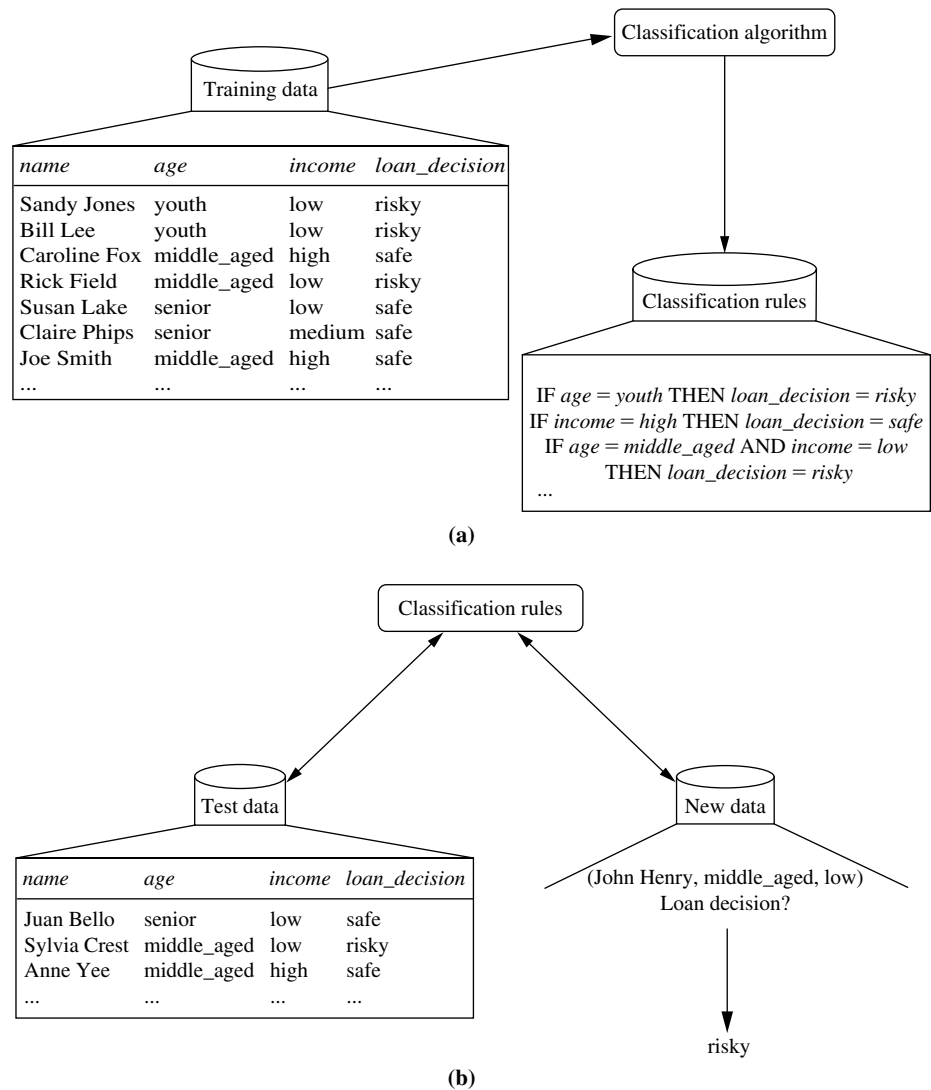 Classification algorithm
Training data
name age income loan_decision
Sandy Jones youth low risky
Bill Lee youth low risky
Caroline Fox middle_aged high safe
Rick Field middle_aged low risky
Susan Lake senior low safe
Claire Phips senior medium safe
Joe Smith middle_aged high safe
... ... ... ...
Classification rules
IF age = youth THEN loan_decision = risky
IF income = high THEN loan_decision = safe
IF age = middle_aged AND income = low
THEN loan_decision = risky
...
(a)
Classification rules
Test data
name age income loan_decision
Juan Bello senior low safe
Sylvia Crest middle_aged low risky
Anne Yee middle_aged high safe
... ... ... ...
New data
(John Henry, middle_aged, low)
Loan decision?
risky
(b)